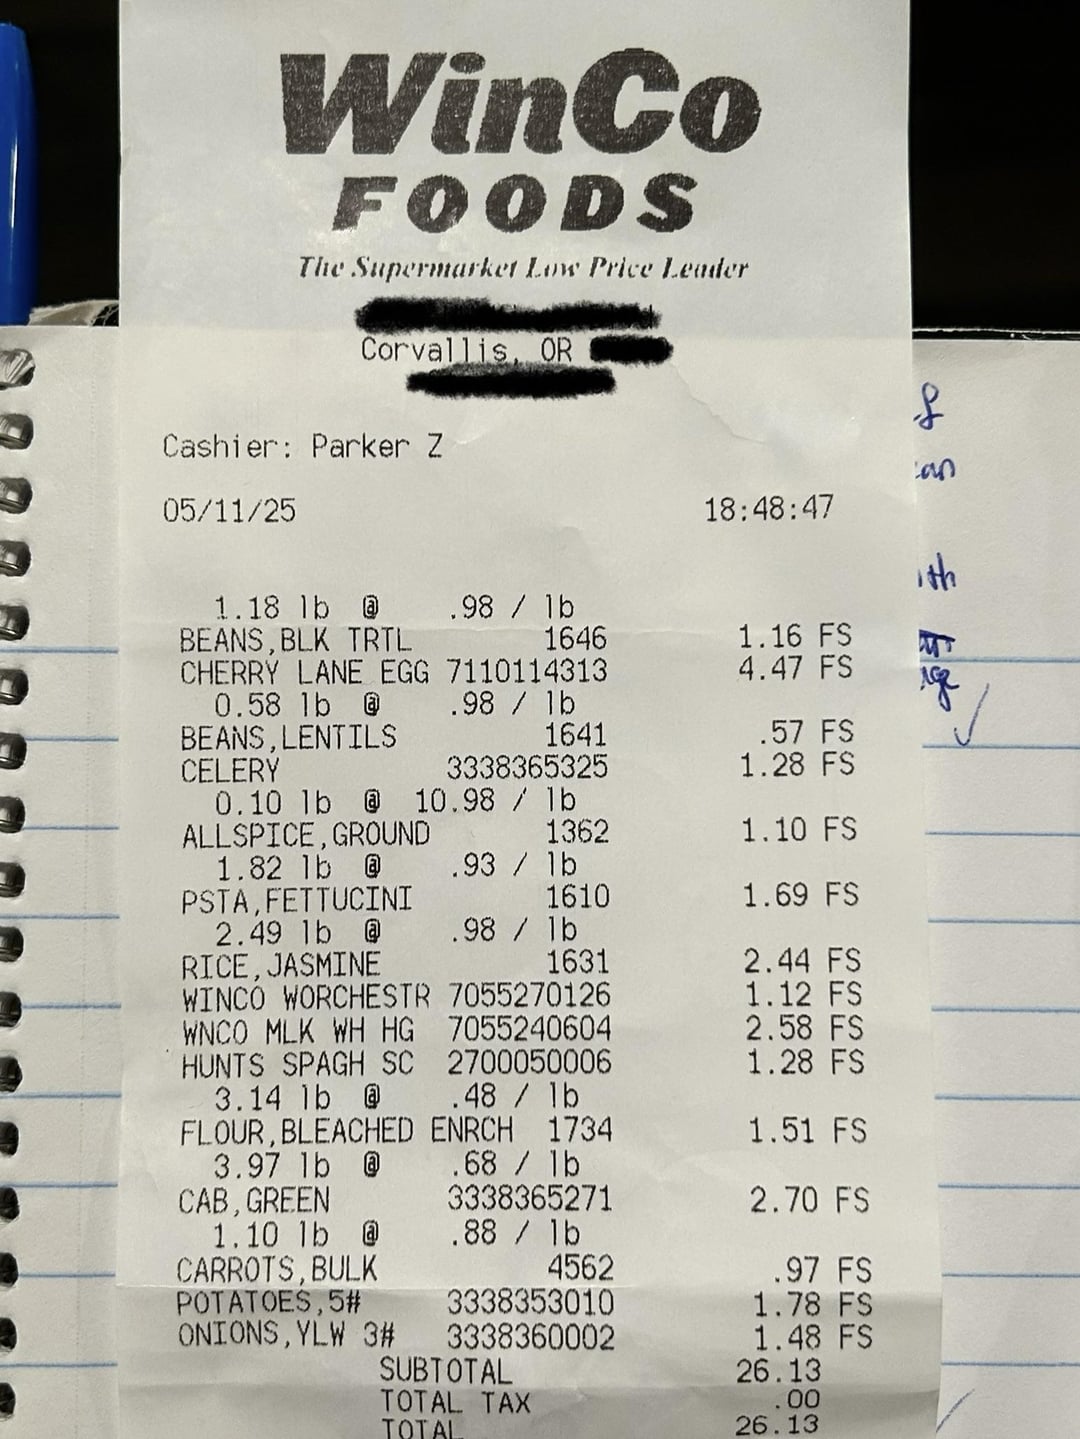 WinCo
FOODS
The Supermarket Low Price Leader
Corvallis, OR
Cashier: Parker Z
05/11/25 18:48:47
1.18 lb @ .98 / lb
BEANS,BLK TRTL 1646 1.16 FS
CHERRY LANE EGG 7110114313 4.47 FS
0.58 lb @ .98 / lb
BEANS,LENTILS 1641 .57 FS
CELERY 3338365325 1.28 FS
0.10 lb @ 10.98 / lb
ALLSPICE,GROUND 1362 1.10 FS
1.82 lb @ .93 / lb
PSTA,FETTUCINI 1610 1.69 FS
2.49 lb @ .98 / lb
RICE,JASMINE 1631 2.44 FS
WINCO WORCHESTR 7055270126 1.12 FS
WNCO MLK WH HG 7055240604 2.58 FS
HUNTS SPAGH SC 2700050006 1.28 FS
3.14 lb @ .48 / lb
FLOUR,BLEACHED ENRCH 1734 1.51 FS
3.97 lb @ .68 / lb
CAB,GREEN 3338365271 2.70 FS
1.10 lb @ .88 / lb
CARROTS,BULK 4562 .97 FS
POTATOES,5# 3338353010 1.78 FS
ONIONS,YLW 3# 3338360002 1.48 FS
SUBTOTAL 26.13
TOTAL TAX .00
TOTAL 26.13